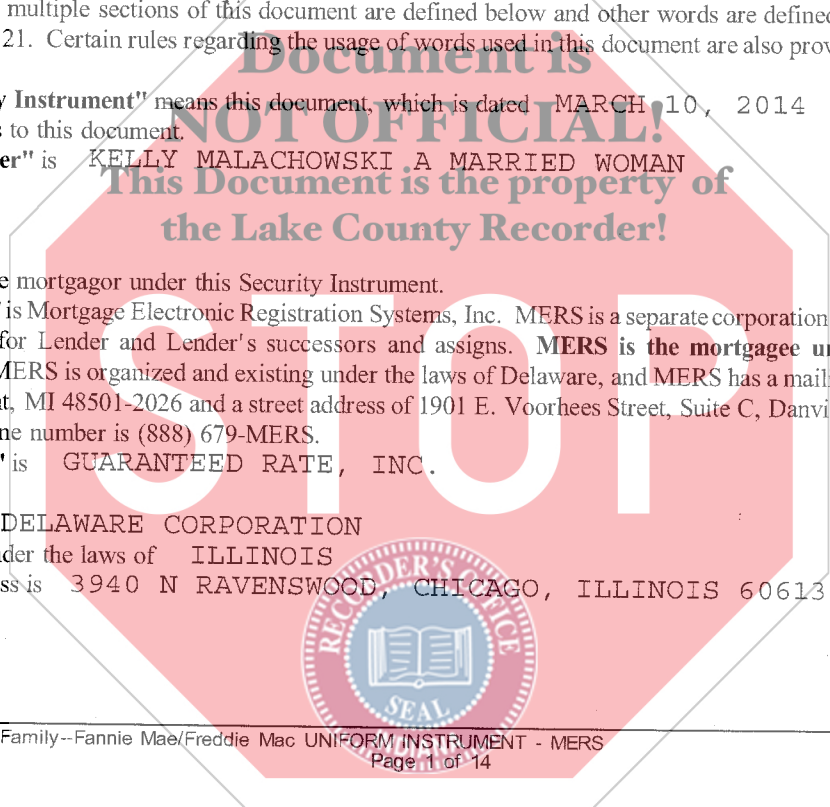 multiple sections of this document are defined below and other words are defined
21. Certain rules regarding the usage of words used in this document are also prov
Document is
y Instrument" means this document, which is dated MARCH 10, 2014
NOT OFFICIAL!
s to this document.
er" is KELLY MALACHOWSKI A MARRIED WOMAN
This Document is the property of
the Lake County Recorder!
e mortgagor under this Security Instrument.
" is Mortgage Electronic Registration Systems, Inc. MERS is a separate corporation
for Lender and Lender's successors and assigns. MERS is the mortgagee un
MERS is organized and existing under the laws of Delaware, and MERS has a maili
t, MI 48501-2026 and a street address of 1901 E. Voorhees Street, Suite C, Danvi
ne number is (888) 679-MERS.
STOP
" is GUARANTEED RATE, INC.
DELAWARE CORPORATION
der the laws of ILLINOIS
ss is 3940 N RAVENSWOOD, CHICAGO, ILLINOIS 60613
RECORDER'S OFFICE
SEAL
INDIANA
Family--Fannie Mae/Freddie Mac UNIFORM INSTRUMENT - MERS
Page 1 of 14